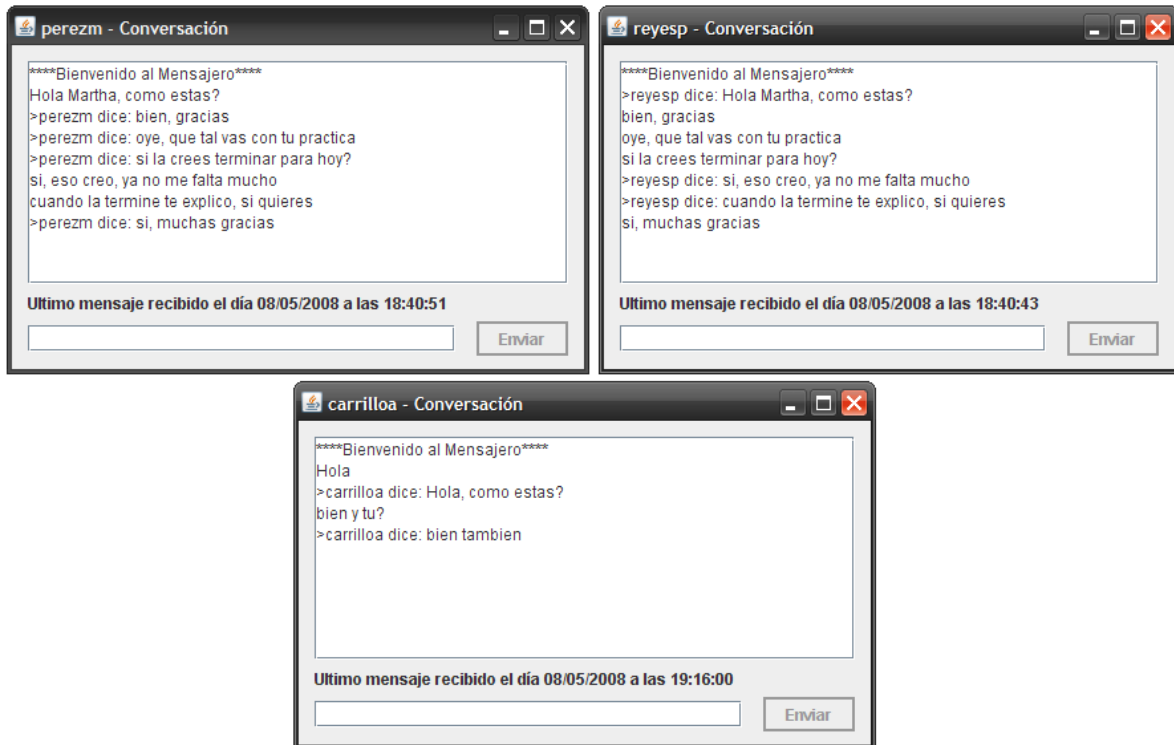 perezm - Conversación
****Bienvenido al Mensajero****
Hola Martha, como estas?
>perezm dice: bien, gracias
>perezm dice: oye, que tal vas con tu practica
>perezm dice: si la crees terminar para hoy?
si, eso creo, ya no me falta mucho
cuando la termine te explico, si quieres
>perezm dice: si, muchas gracias
Ultimo mensaje recibido el día 08/05/2008 a las 18:40:51
Enviar
reyesp - Conversación
****Bienvenido al Mensajero****
>reyesp dice: Hola Martha, como estas?
bien, gracias
oye, que tal vas con tu practica
si la crees terminar para hoy?
>reyesp dice: si, eso creo, ya no me falta mucho
>reyesp dice: cuando la termine te explico, si quieres
si, muchas gracias
Ultimo mensaje recibido el día 08/05/2008 a las 18:40:43
Enviar
carrilloa - Conversación
****Bienvenido al Mensajero****
Hola
>carrilloa dice: Hola, como estas?
bien y tu?
>carrilloa dice: bien tambien
Ultimo mensaje recibido el día 08/05/2008 a las 19:16:00
Enviar